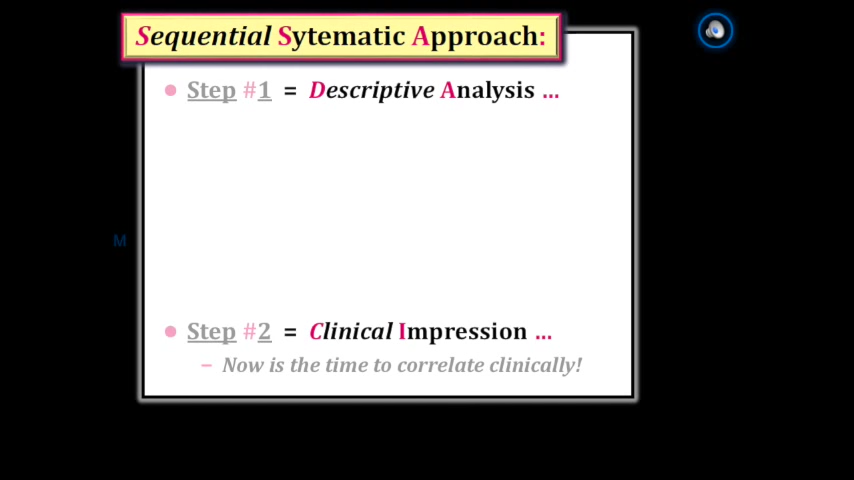 Sequential Sytematic Approach:
Step #1 = Descriptive Analysis ...
M
Step #2 = Clinical Impression ...
– Now is the time to correlate clinically!